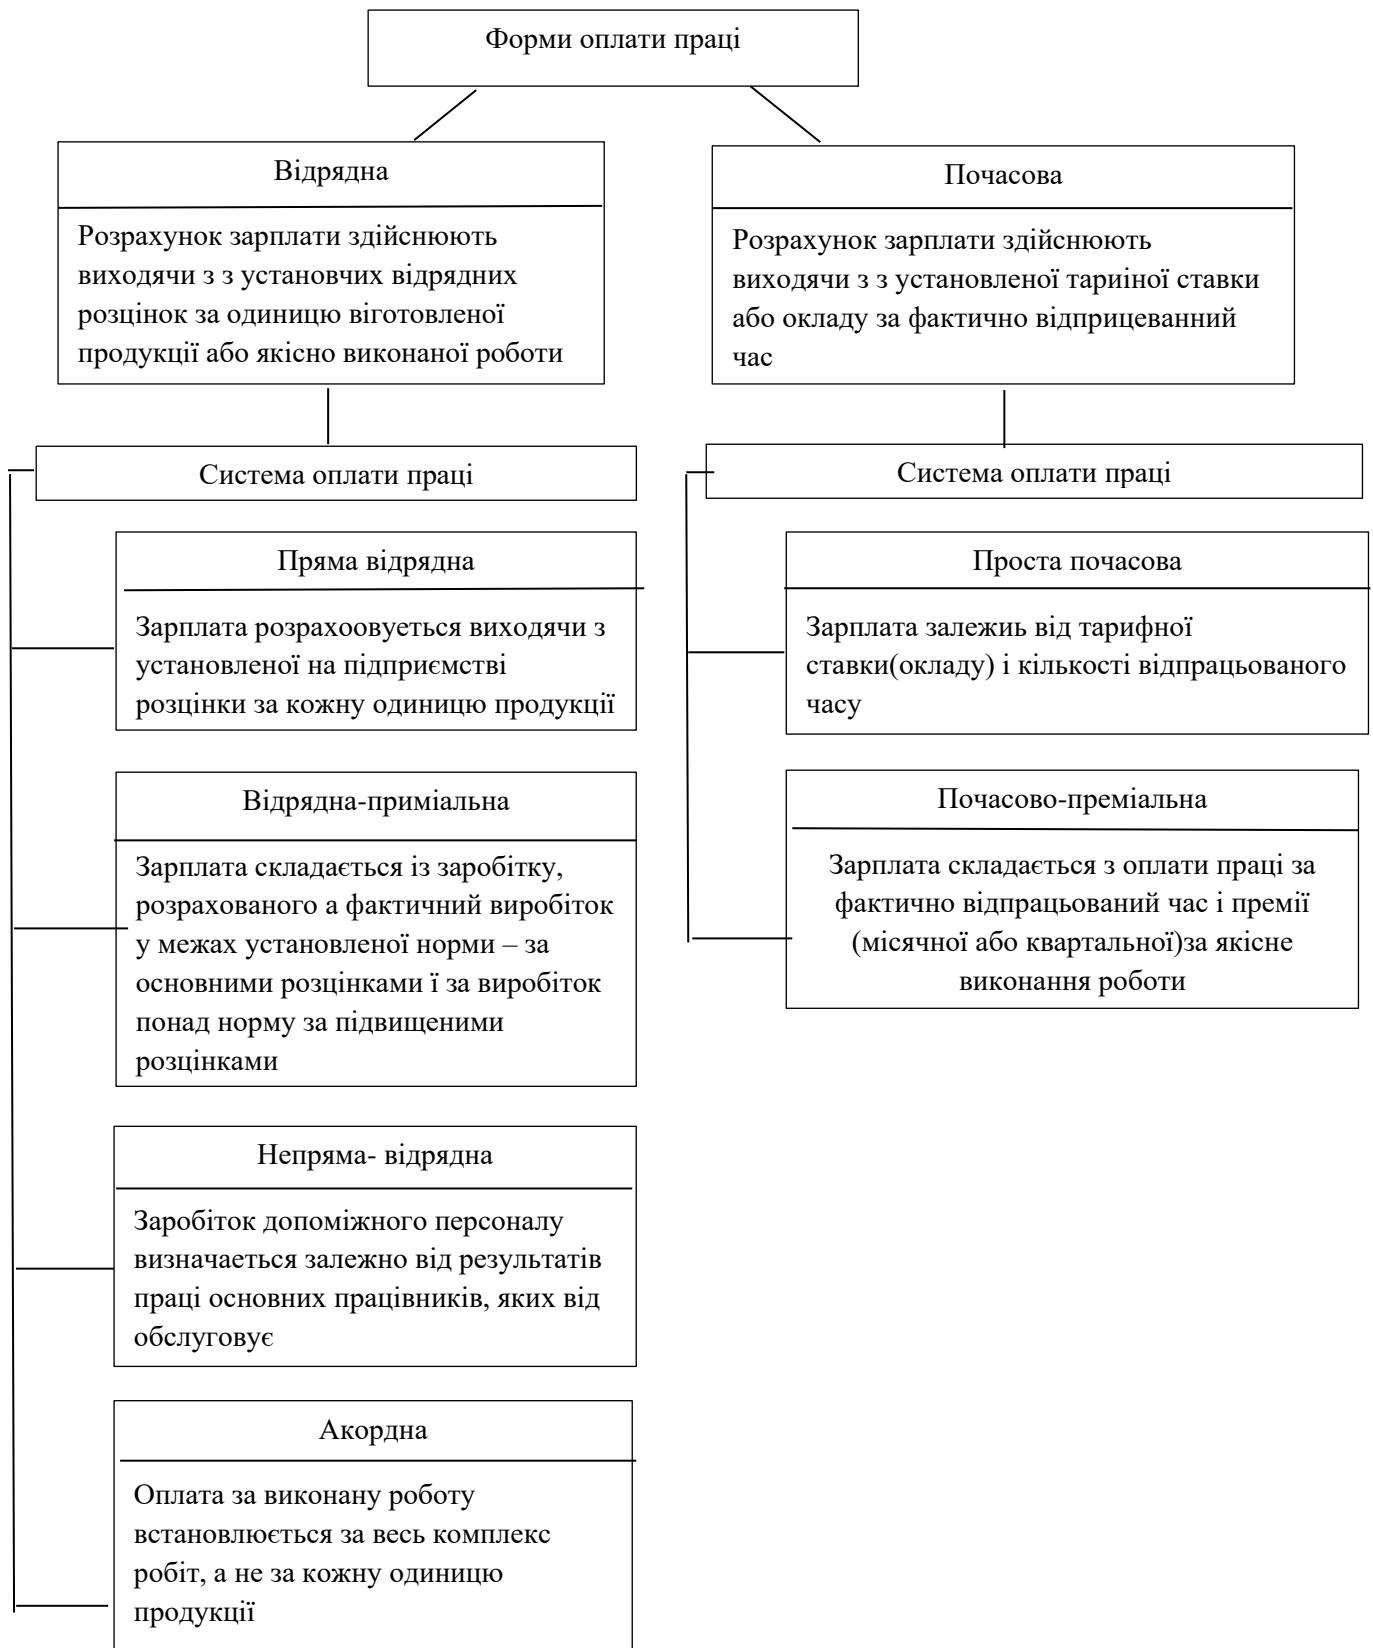 Форми оплати праці
Відрядна
Розрахунок зарплати здійснюють
виходячи з з установчих відрядних
розцінок за одиницю віготовленої
продукції або якісно виконаної роботи
Почасова
Розрахунок зарплати здійснюють
виходячи з з установленої тариіної ставки
або окладу за фактично відприцеванний
час
Система оплати праці
Пряма відрядна
Зарплата розрахоовуеться виходячи з
установленої на підприємстві
розцінки за кожну одиницю продукції
Відрядна-приміальна
Зарплата складається із заробітку,
розрахованого а фактичний виробіток
у межах установленої норми – за
основними розцінками ї за виробіток
понад норму за підвищеними
розцінками
Непряма- відрядна
Заробіток допоміжного персоналу
визначаеться залежно від результатів
праці основних працівників, яких від
обслуговує
Акордна
Оплата за виконану роботу
встановлюється за весь комплекс
робіт, а не за кожну одиницю
продукції
Система оплати праці
Проста почасова
Зарплата залежиь від тарифної
ставки(окладу) і кількості відпрацьованого
часу
Почасово-преміальна
Зарплата складається з оплати праці за
фактично відпрацьований час і премії
(місячної або квартальної)за якісне
виконання роботи